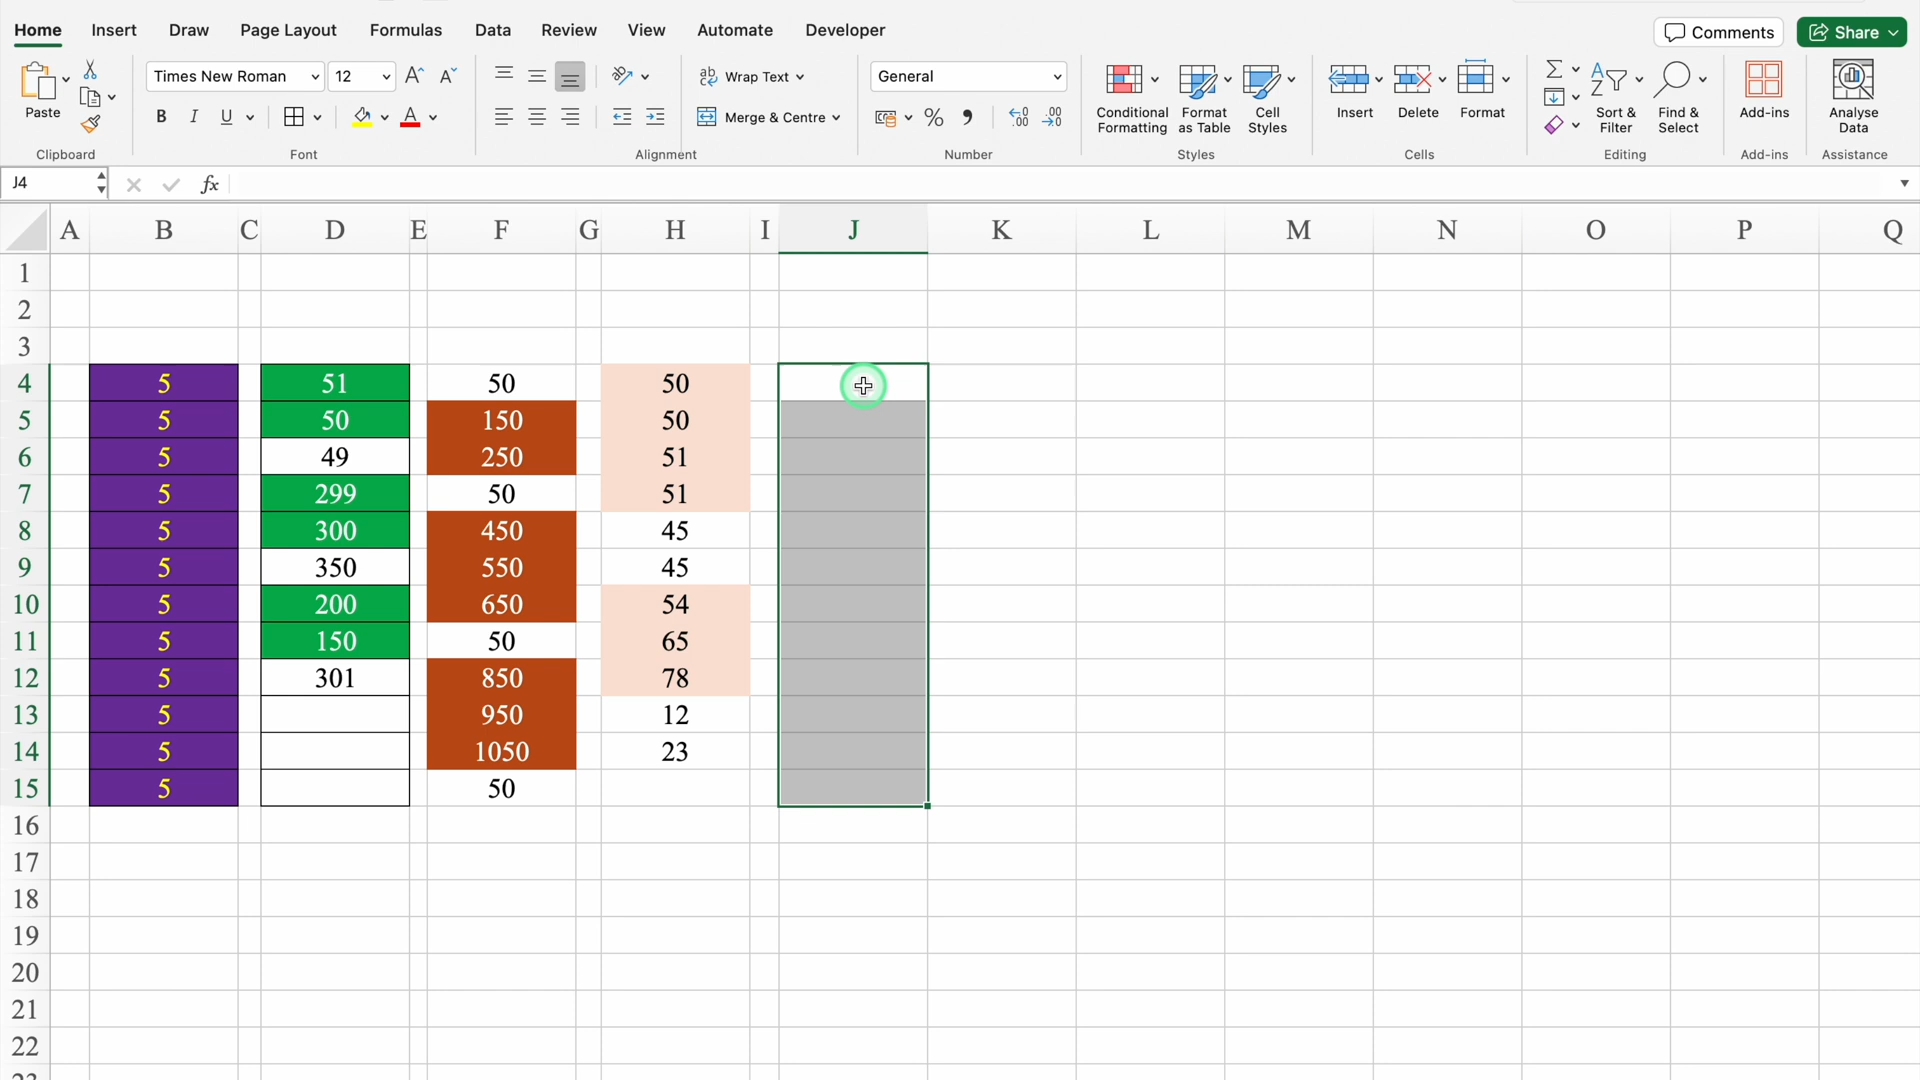 Home Insert Draw Page Layout Formulas Data Review View Automate Developer Comments Share
Times New Roman 12 A A Wrap Text General
Paste B I U A Merge & Centre % Conditional Formatting Format as Table Cell Styles Insert Delete Format Sort & Filter Find & Select Add-ins Analyse Data
Clipboard Font Alignment Number Styles Cells Editing Add-ins Assistance
J4 fx
A B C D E F G H I J K L M N O P Q
1
2
3
4 5 51 50 50
5 5 50 150 50
6 5 49 250 51
7 5 299 50 51
8 5 300 450 45
9 5 350 550 45
10 5 200 650 54
11 5 150 50 65
12 5 301 850 78
13 5 950 12
14 5 1050 23
15 5 50
16
17
18
19
20
21
22